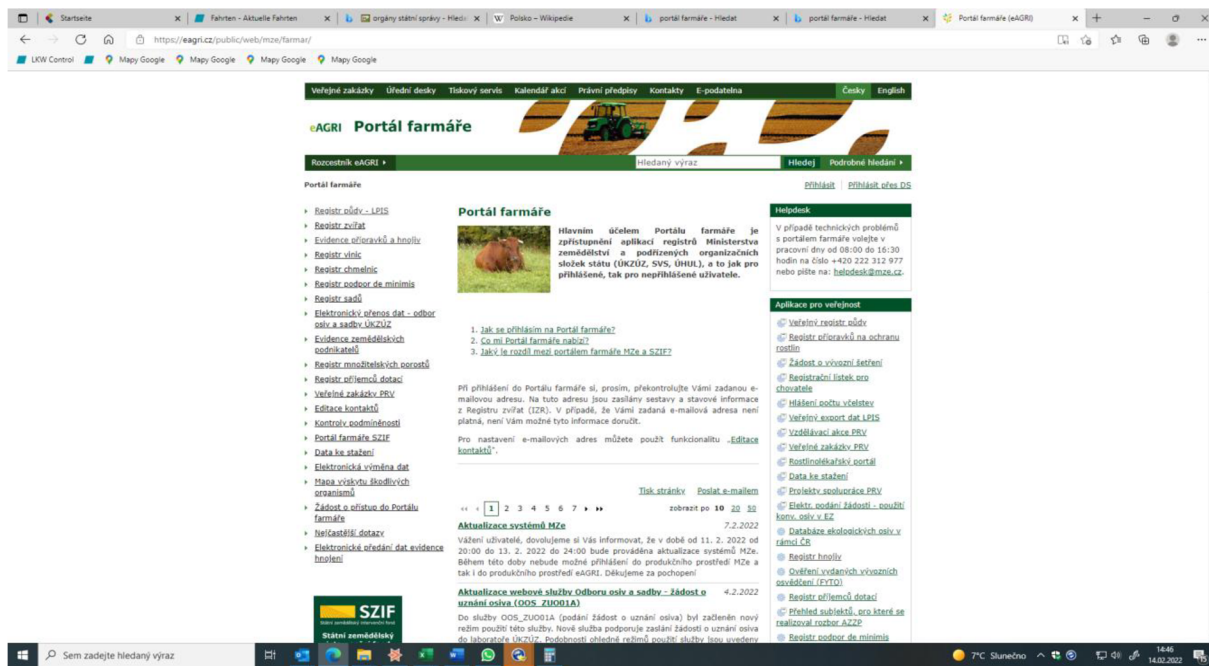 Startseite
Fahrten - Aktuelle Fahrten
orgány státní správy - Hleda
Polsko – Wikipedie
portál farmáře - Hledat
portál farmáře - Hledat
Portál farmáře (eAGRI)
https://eagri.cz/public/web/mze/farmar/
LKW Control
Mapy Google
Mapy Google
Mapy Google
Mapy Google
Veřejné zakázky Úřední desky Tiskový servis Kalendář akcí Právní předpisy Kontakty E-podatelna Česky English
eAGRI Portál farmáře
Rozcestník eAGRI
Hledaný výraz
Hledej
Podrobné hledání
Portál farmáře
Přihlásit Přihlásit přes DS
Registr půdy - LPIS
Registr zvířat
Evidence přípravků a hnojiv
Registr vinic
Registr chmelnic
Registr podpor de minimis
Registr sadů
Elektronický přenos dat - odbor
osiv a sadby ÚKZÚZ
Evidence zemědělských
podnikatelů
Registr množitelských porostů
Registr příjemců dotací
Veřejné zakázky PRV
Editace kontaktů
Kontroly podmíněnosti
Portál farmáře SZIF
Data ke stažení
Elektronická výměna dat
Mapa výskytu škodlivých
organismů
Žádost o přístup do Portálu
farmáře
Nejčastější dotazy
Elektronické předání dat evidence
hnojení
SZIF
Státní zemědělský intervenční fond
Státní zemědělský
Portál farmáře
Hlavním účelem Portálu farmáře je
zpřístupnění aplikací registrů Ministerstva
zemědělství a podřízených organizačních
složek státu (ÚKZÚZ, SVS, ÚHUL), a to jak pro
přihlášené, tak pro nepřihlášené uživatele.
1. Jak se přihlásím na Portál farmáře?
2. Co mi Portál farmáře nabízí?
3. Jaký je rozdíl mezi portálem farmáře MZe a SZIF?
Při přihlášení do Portálu farmáře si, prosím, překontrolujte Vámi zadanou e-
mailovou adresu. Na tuto adresu jsou zasílány sestavy a stavové informace
z Registru zvířat (IZR). V případě, že Vámi zadaná e-mailová adresa není
platná, není Vám možné tyto informace doručit.
Pro nastavení e-mailových adres můžete použít funkcionalitu „Editace
kontaktů".
Tisk stránky Poslat e-mailem
1 2 3 4 5 6 7
zobrazit po 10 20 50
Aktualizace systémů MZe 7.2.2022
Vážení uživatelé, dovolujeme si Vás informovat, že v době od 11. 2. 2022 od
20:00 do 13. 2. 2022 do 24:00 bude prováděna aktualizace systémů MZe.
Během této doby nebude možné přihlášení do produkčního prostředí MZe a
tak i do produkčního prostředí eAGRI. Děkujeme za pochopení
Aktualizace webové služby Odboru osiv a sadby - žádost o 4.2.2022
uznání osiva (OOS_ZUO01A)
Do služby OOS_ZUO01A (podání žádost o uznání osiva) byl začleněn nový
režim použití této služby. Nově služba podporuje zaslání žádostí o uznání osiva
do laboratoře ÚKZÚZ. Podobnosti ohledně režimů použití služby jsou uvedeny
Helpdesk
V případě technických problémů
s portálem farmáře volejte v
pracovní dny od 08:00 do 16:30
hodin na číslo +420 222 312 977
nebo pište na: helpdesk@mze.cz.
Aplikace pro veřejnost
Veřejný registr půdy
Registr přípravků na ochranu
rostlin
Žádost o vývozní šetření
Registrační lístek pro
chovatele
Hlášení počtu včelstev
Veřejný export dat LPIS
Vzdělávací akce PRV
Veřejné zakázky PRV
Rostlinolékařský portál
Data ke stažení
Projekty spolupráce PRV
Elektr. podání žádosti - použití
konv. osiv v EZ
Databáze ekologických osiv v
rámci ČR
Registr hnojiv
Ověření vydaných vývozních
osvědčení (FYTO)
Registr příjemců dotací
Přehled subjektů, pro které se
realizoval rozbor AZZP
Registr podpor de minimis
Sem zadejte hledaný výraz
7°C Slunečno
14:46
14.02.2022
15